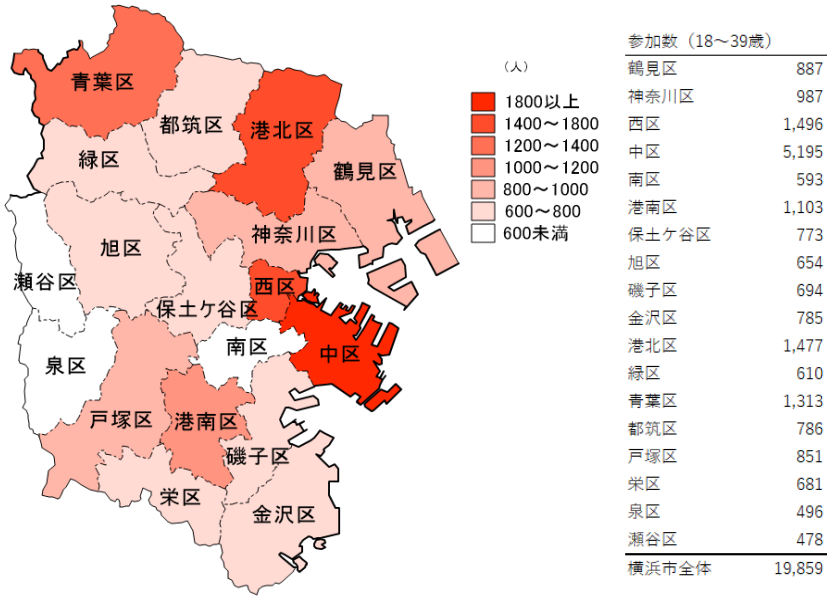 青葉区
都筑区
港北区
緑区
鶴見区
神奈川区
旭区
瀬谷区
西区
保土ケ谷区
南区
中区
泉区
戸塚区
港南区
磯子区
栄区
金沢区
(人)
1800以上
1400～1800
1200～1400
1000～1200
800～1000
600～800
600未満
参加数（18～39歳）
鶴見区 887
神奈川区 987
西区 1,496
中区 5,195
南区 593
港南区 1,103
保土ケ谷区 773
旭区 654
磯子区 694
金沢区 785
港北区 1,477
緑区 610
青葉区 1,313
都筑区 786
戸塚区 851
栄区 681
泉区 496
瀬谷区 478
横浜市全体 19,859